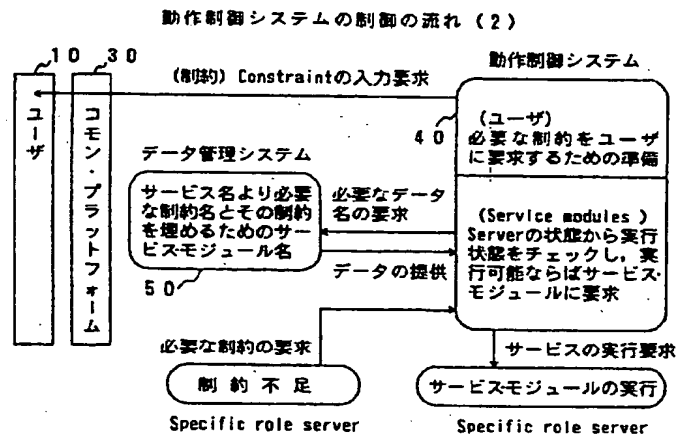 動作制御システムの制御の流れ (2)
10
30
動作制御システム
(制約) Constraintの入力要求
ユーザ
コモン・プラットフォーム
40
(ユーザ)
必要な制約をユーザ
に要求するための準備
データ管理システム
サービス名より必要
な制約名とその制約
を埋めるためのサー
ビス・モジュール名
必要なデータ
名の要求
(Service modules)
Serverの状態から実行
状態をチェックし, 実
行可能ならばサービス・
モジュールに要求
データの提供
50
必要な制約の要求
サービスの実行要求
制約不足
サービスモジュールの実行
Specific role server
Specific role server